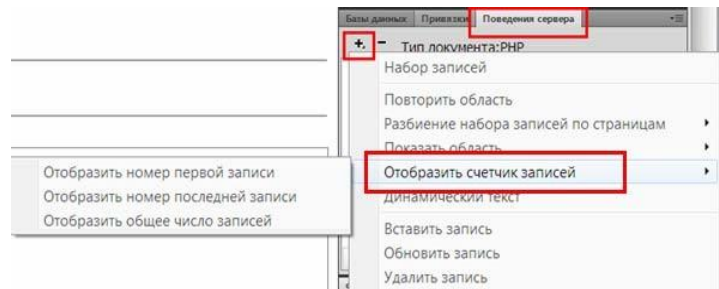 Базы данных Привязки Поведения сервера
+, - Тип документа:PHP
Набор записей
Повторить область
Разбиение набора записей по страницам
Показать область
Отобразить счетчик записей
Динамический текст
Вставить запись
Обновить запись
Удалить запись
Отобразить номер первой записи
Отобразить номер последней записи
Отобразить общее число записей